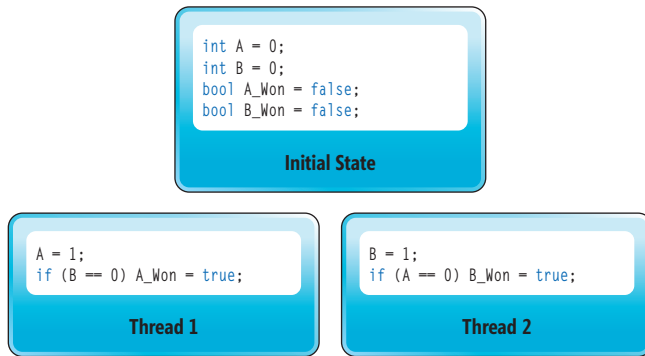 int A = 0;
int B = 0;
bool A_Won = false;
bool B_Won = false;
Initial State
A = 1;
if (B == 0) A_Won = true;
Thread 1
B = 1;
if (A == 0) B_Won = true;
Thread 2